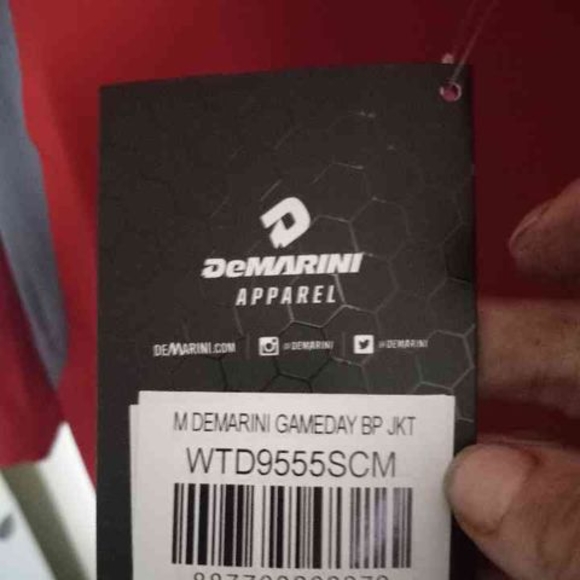 DEMARINI
APPAREL
DEMARINI.COM @DEMARINI @DEMARINI
M DEMARINI GAMEDAY BP JKT
WTD9555SCM